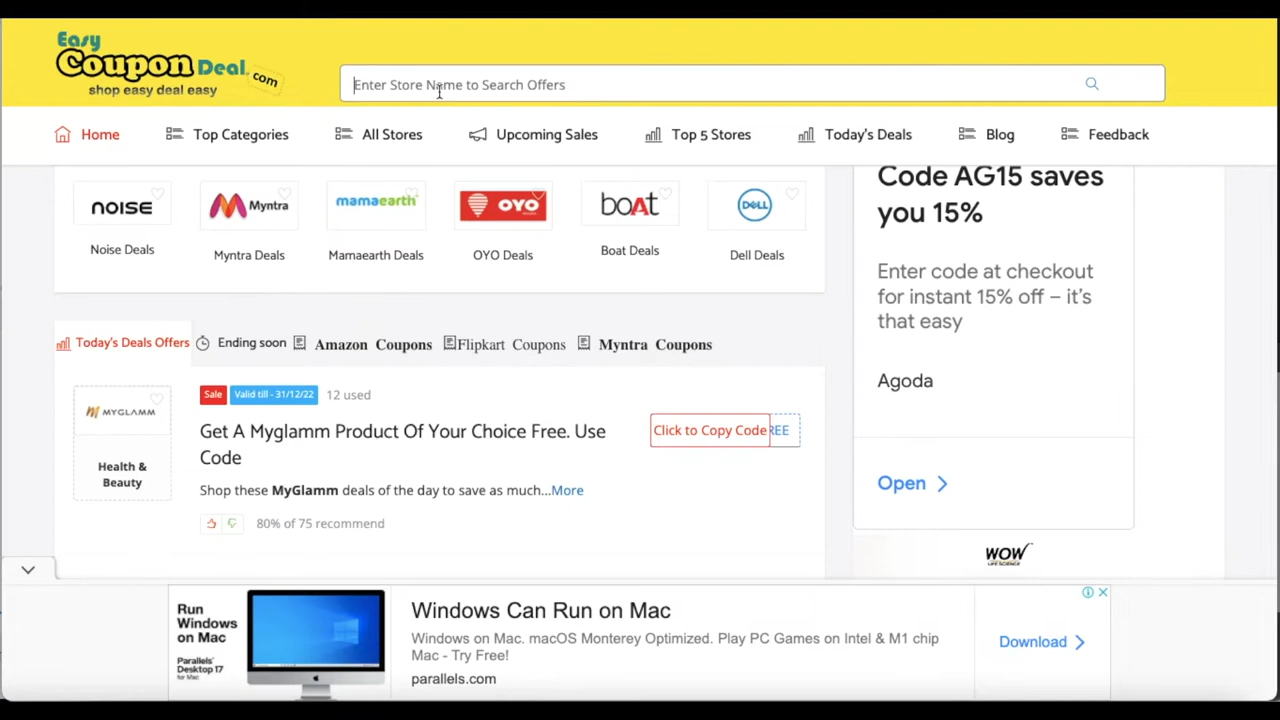 Easy
Coupon Deal.com
shop easy deal easy
Enter Store Name to Search Offers
Home
Top Categories
All Stores
Upcoming Sales
Top 5 Stores
Today's Deals
Blog
Feedback
NOISE
Myntra
mamaearth
OYO
boAt
DELL
Noise Deals
Myntra Deals
Mamaearth Deals
OYO Deals
Boat Deals
Dell Deals
Code AG15 saves
you 15%
Enter code at checkout
for instant 15% off – it's
that easy
Agoda
Open
WOW
LIFE SCIENCE
Today's Deals Offers
Ending soon
Amazon Coupons
Flipkart Coupons
Myntra Coupons
MYGLAMM
Health &
Beauty
Sale
Valid till - 31/12/22
12 used
Get A Myglamm Product Of Your Choice Free. Use
Code
Click to Copy Code
REE
Shop these MyGlamm deals of the day to save as much...More
80% of 75 recommend
Run
Windows
on Mac
Parallels®
Desktop 17
for Mac
Windows Can Run on Mac
Windows on Mac. macOS Monterey Optimized. Play PC Games on Intel & M1 chip
Mac - Try Free!
parallels.com
Download